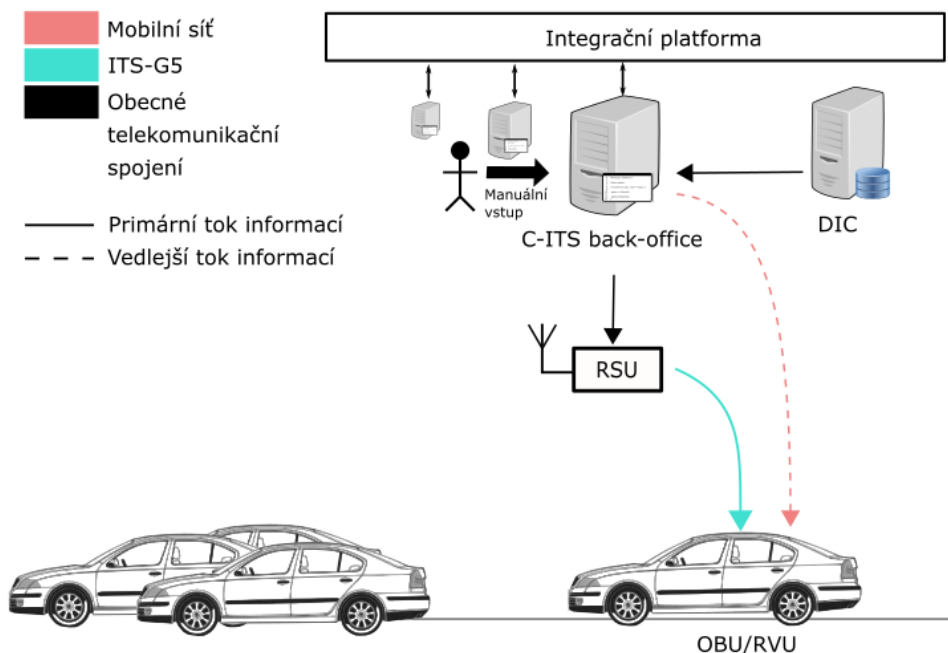 Mobilní síť
ITS-G5
Obecné
telekomunikační
spojení
Primární tok informací
Vedlejší tok informací
Integrační platforma
Manuální
vstup
C-ITS back-office
DIC
RSU
OBU/RVU